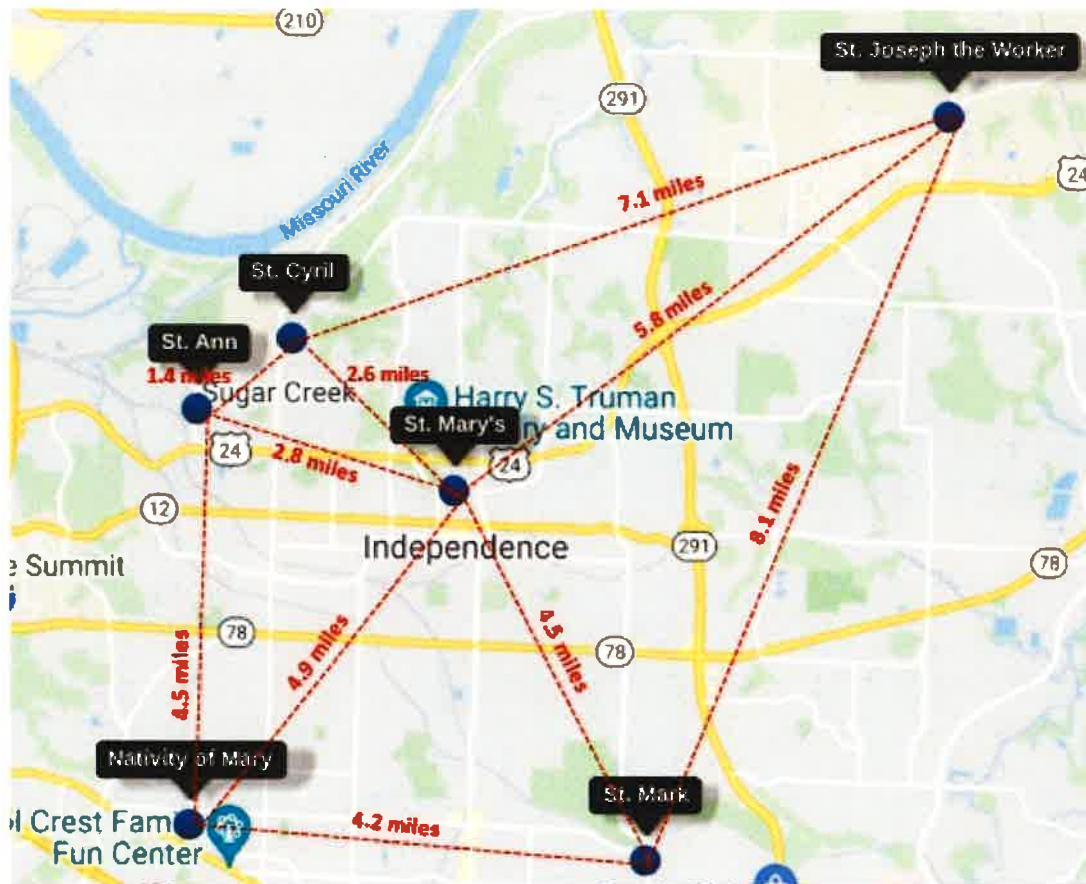 210
St. Joseph the Worker
291
24
Missouri River
7.1 miles
St. Cyril
5.8 miles
St. Ann
1.4 miles
2.6 miles
Sugar Creek
Harry S. Truman
and Museum
St. Mary's
24
2.8 miles
24
12
8.1 miles
Independence
291
78
Summit
4.9 miles
4.5 miles
78
78
4.5 miles
Nativity of Mary
St. Mark
4.2 miles
Crest Fam
Fun Center